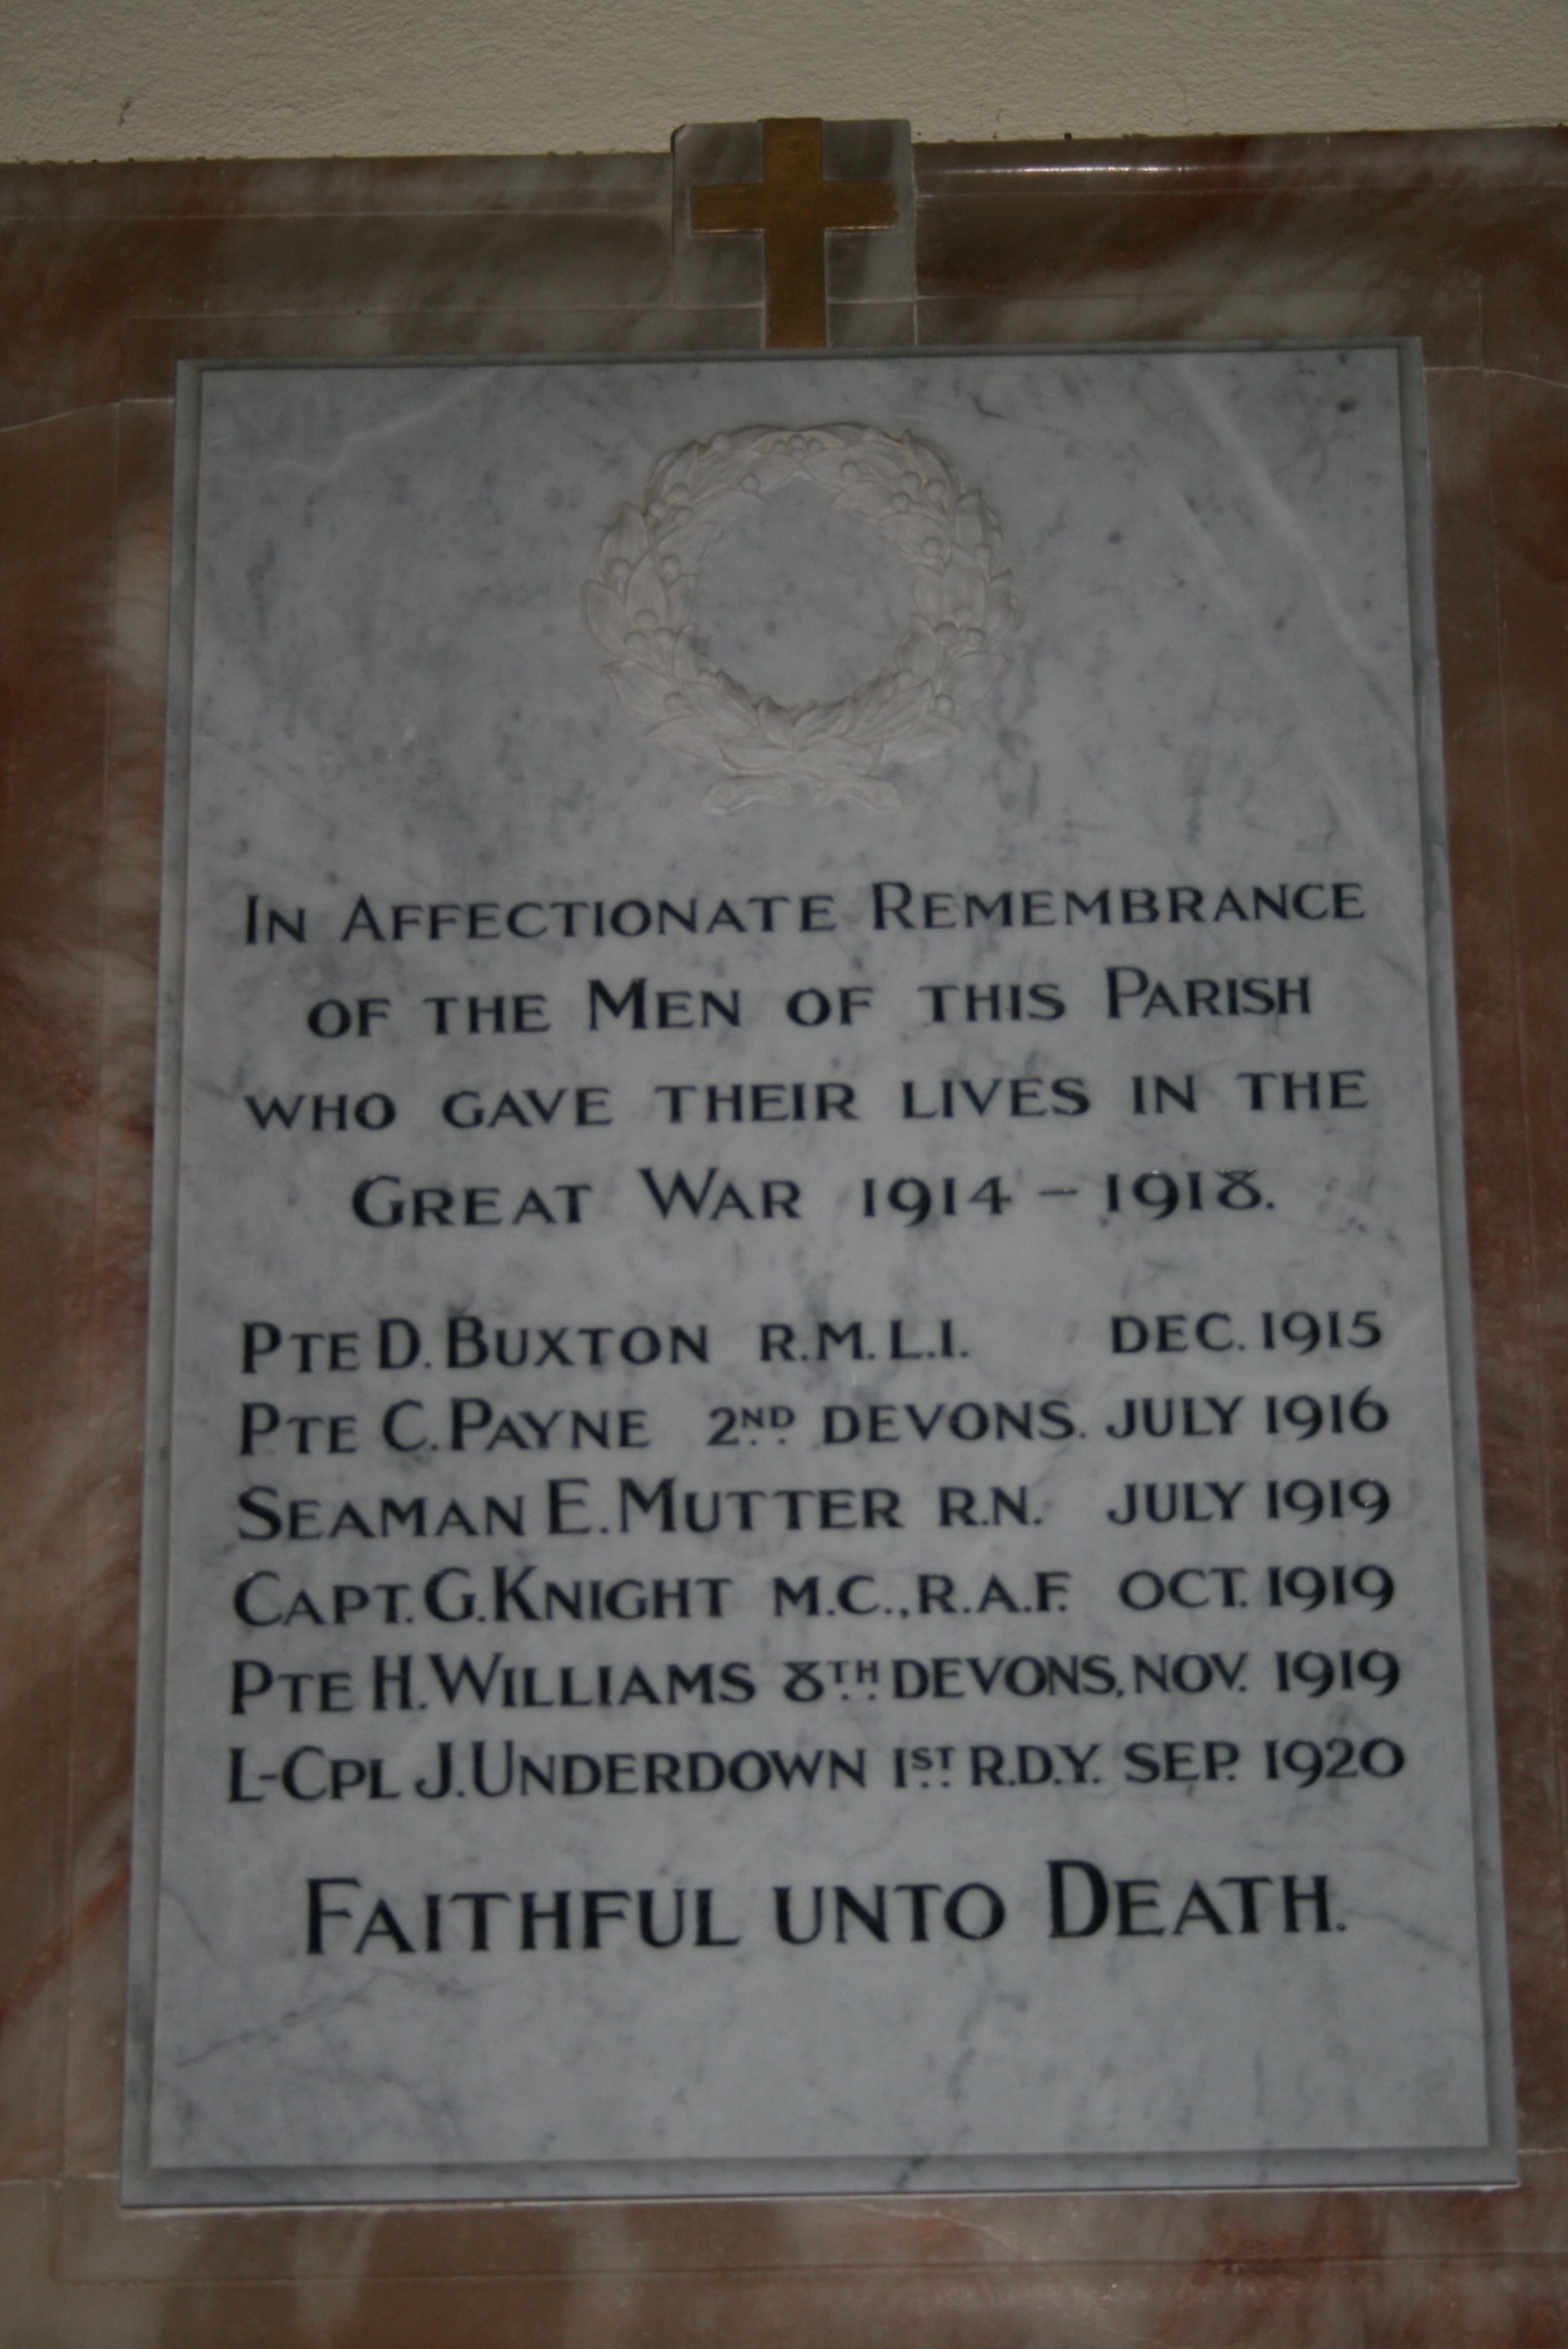 In Affectionate Remembrance
of the Men of this Parish
who gave their lives in the
Great War 1914 – 1918.
Pte D. Buxton R.M.L.I. Dec. 1915
Pte C. Payne 2nd Devons. July 1916
Seaman E. Mutter R.N. July 1919
Capt. G. Knight M.C., R.A.F. Oct. 1919
Pte H. Williams 8th Devons, Nov. 1919
L-Cpl J. Underdown 1st R.D.Y. Sep. 1920
Faithful unto Death.